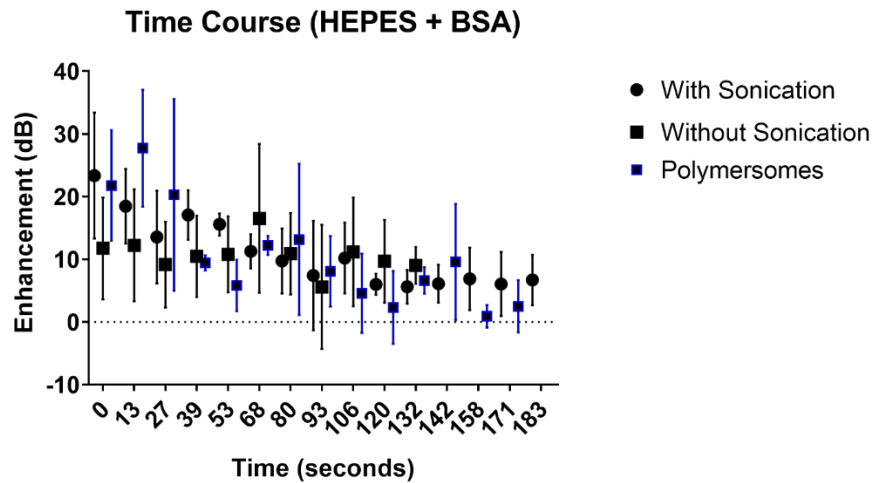 Time Course (HEPES + BSA)
40
30
20
10
0
-10
Enhancement (dB)
With Sonication
Without Sonication
Polymersomes
0 13 27 39 53 68 80 93 106 120 132 142 158 171 183
Time (seconds)